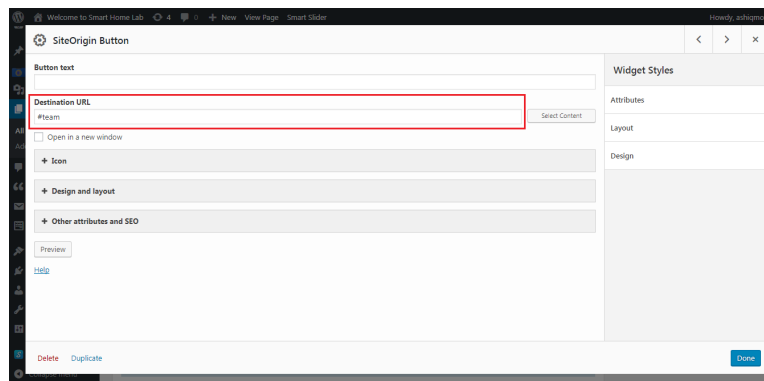 Welcome to Smart Home Lab 4 0 + New View Page Smart Slider Howdy, ashiqmo
SiteOrigin Button
Button text
Widget Styles
Destination URL
#team
Select Content
Attributes
Open in a new window
Layout
+ Icon
Design
+ Design and layout
+ Other attributes and SEO
Preview
Help
Delete Duplicate
Done
Collapse menu